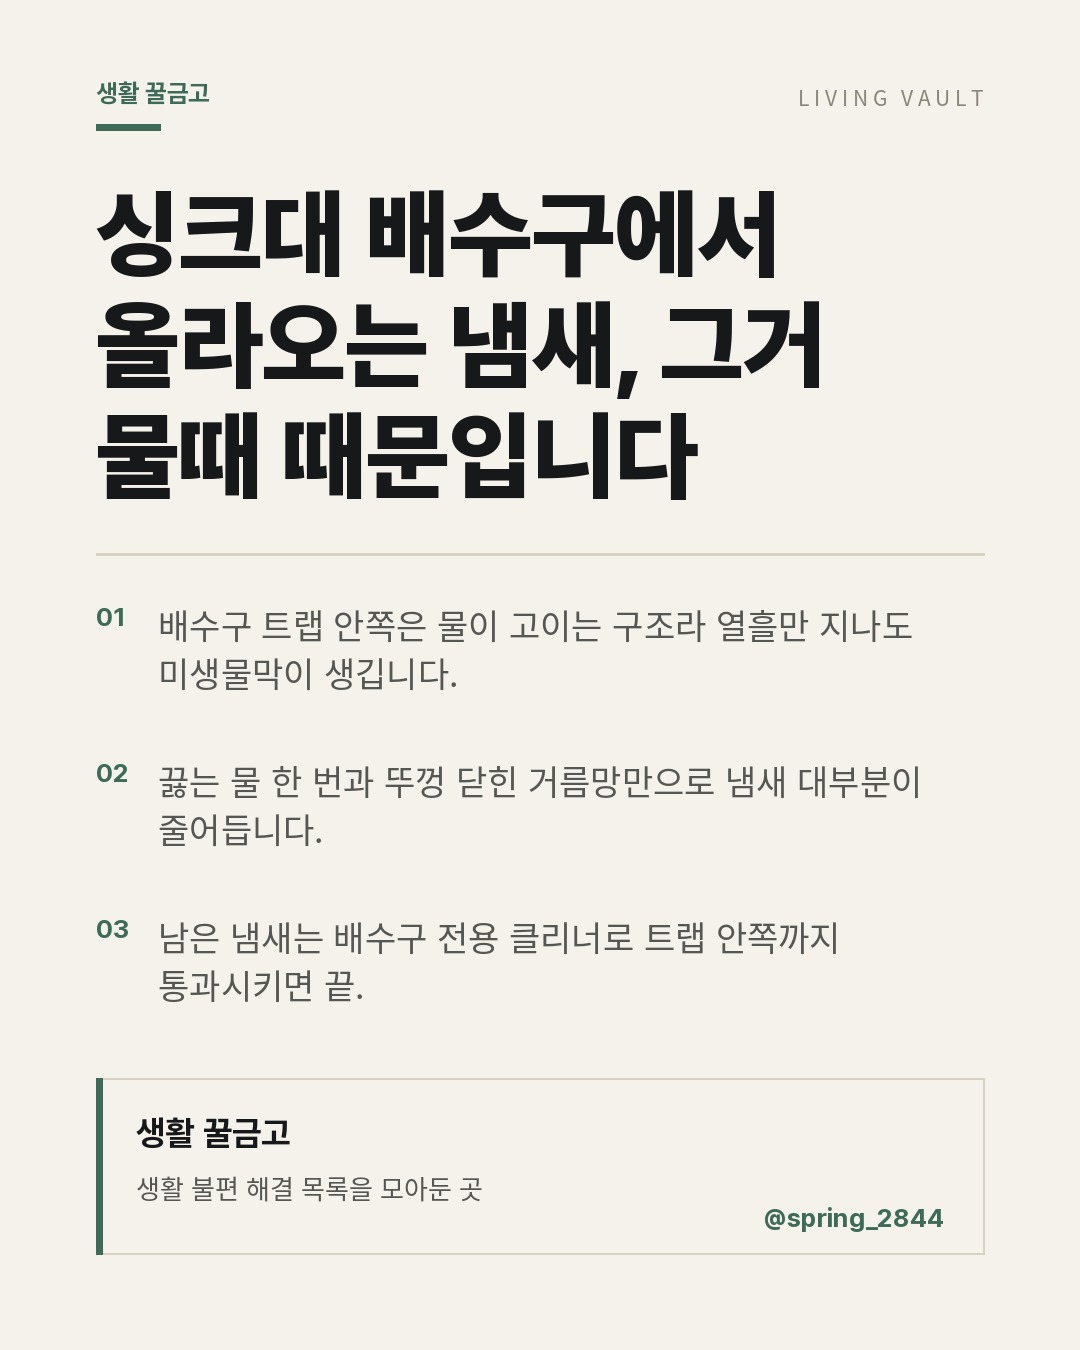 생활 꿀금고
LIVING VAULT
싱크대 배수구에서
올라오는 냄새, 그거
물때 때문입니다
01 배수구 트랩 안쪽은 물이 고이는 구조라 열흘만 지나도
미생물막이 생깁니다.
02 끓는 물 한 번과 뚜껑 닫힌 거름망만으로 냄새 대부분이
줄어듭니다.
03 남은 냄새는 배수구 전용 클리너로 트랩 안쪽까지
통과시키면 끝.
생활 꿀금고
생활 불편 해결 목록을 모아둔 곳
@spring_2844